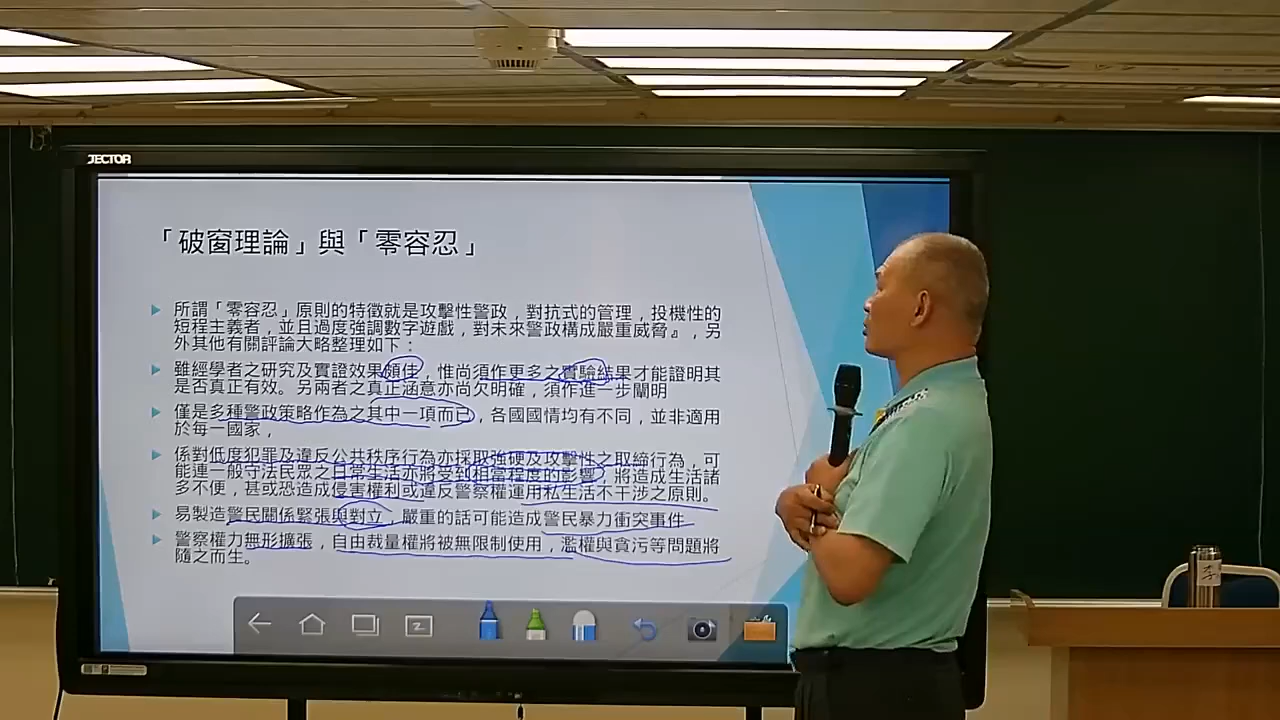 JECTOR
「破窗理論」與「零容忍」
所謂「零容忍」原則的特徵就是攻擊性警政，對抗式的管理，投機性的
短程主義者，並且過度強調數字遊戲，對未來警政構成嚴重威脅』，另
外其他有關評論大略整理如下：
雖經學者之研究及實證效果頗佳，惟尚須作更多之實驗結果才能證明其
是否真正有效。另兩者之真正涵意亦尚欠明確，須作進一步闡明
僅是多種警政策略作為之其中一項而已，各國國情均有不同，並非適用
於每一國家，
係對低度犯罪及違反公共秩序行為亦採取強硬及攻擊性之取締行為，可
能連一般守法民眾之日常生活亦將受到相當程度的影響，將造成生活諸
多不便，甚或恐造成侵害權利或違反警察權運用私生活不干涉之原則。
易製造警民關係緊張與對立，嚴重的話可能造成警民暴力衝突事件
警察權力無形擴張，自由裁量權將被無限制使用，濫權與貪污等問題將
隨之而生。
李